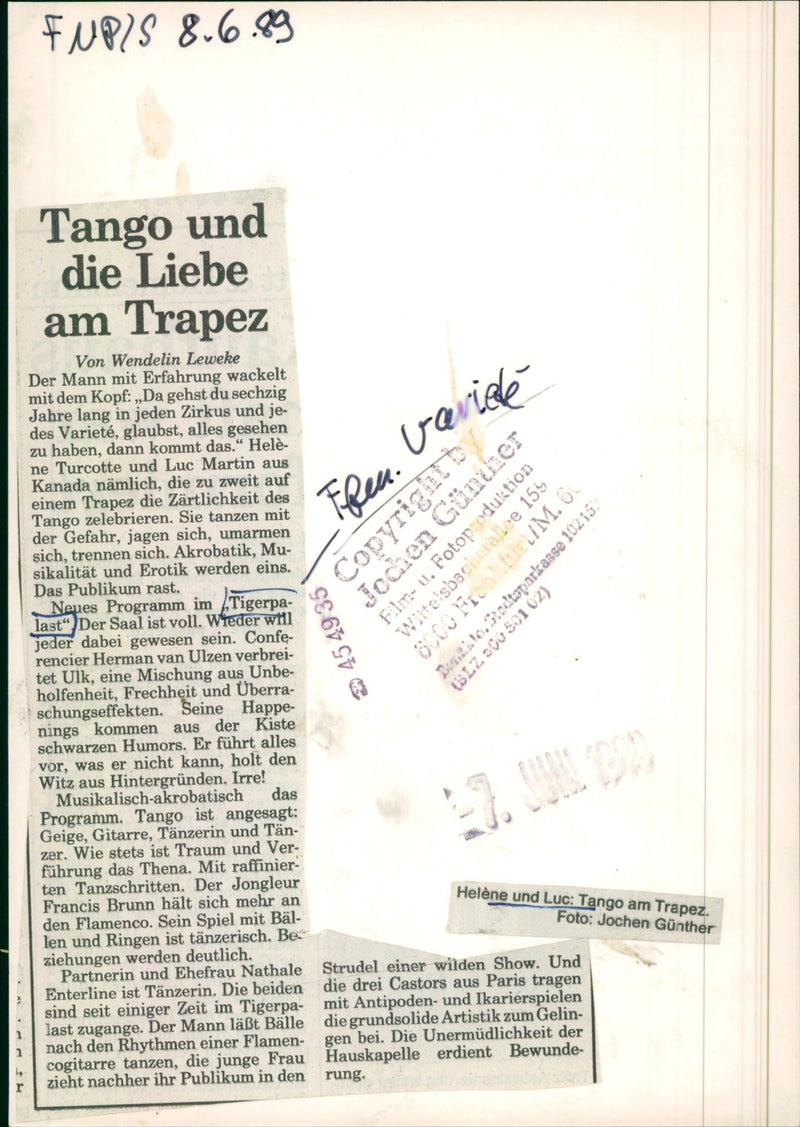 FNP/S 8.6.89
Tango und
die Liebe
am Trapez
Von Wendelin Leweke
Der Mann mit Erfahrung wackelt
mit dem Kopf: „Da gehst du sechzig
Jahre lang in jeden Zirkus und je-
des Varieté, glaubst, alles gesehen
zu haben, dann kommt das.“ Helè-
ne Turcotte und Luc Martin aus
Kanada nämlich, die zu zweit auf
einem Trapez die Zärtlichkeit des
Tango zelebrieren. Sie tanzen mit
der Gefahr, jagen sich, umarmen
sich, trennen sich. Akrobatik, Mu-
sikalität und Erotik werden eins.
Das Publikum rast.
Neues Programm im „Tigerpa-
last“. Der Saal ist voll. Wieder will
jeder dabei gewesen sein. Confe-
rencier Herman van Ulzen verbrei-
tet Ulk, eine Mischung aus Unbe-
holfenheit, Frechheit und Überra-
schungseffekten. Seine Happe-
nings kommen aus der Kiste
schwarzen Humors. Er führt alles
vor, was er nicht kann, holt den
Witz aus Hintergründen. Irre!
Musikalisch-akrobatisch das
Programm. Tango ist angesagt:
Geige, Gitarre, Tänzerin und Tän-
zer. Wie stets ist Traum und Ver-
führung das Thena. Mit raffinier-
ten Tanzschritten. Der Jongleur
Francis Brunn hält sich mehr an
den Flamenco. Sein Spiel mit Bäl-
len und Ringen ist tänzerisch. Be-
ziehungen werden deutlich.
Partnerin und Ehefrau Nathale
Enterline ist Tänzerin. Die beiden
sind seit einiger Zeit im Tigerpa-
last zugange. Der Mann läßt Bälle
nach den Rhythmen einer Flamen-
cogitarre tanzen, die junge Frau
zieht nachher ihr Publikum in den
Strudel einer wilden Show. Und
die drei Castors aus Paris tragen
mit Antipoden- und Ikarierspielen
die grundsolide Artistik zum Gelin-
gen bei. Die Unermüdlichkeit der
Hauskapelle erdient Bewunde-
rung.
Varieté
Copyright by
Jochen Günther
Film- u. Fotoproduktion
Wittelsbacherallee 159
45 49 35
7. JUNI
Helène und Luc: Tango am Trapez.
Foto: Jochen Günther